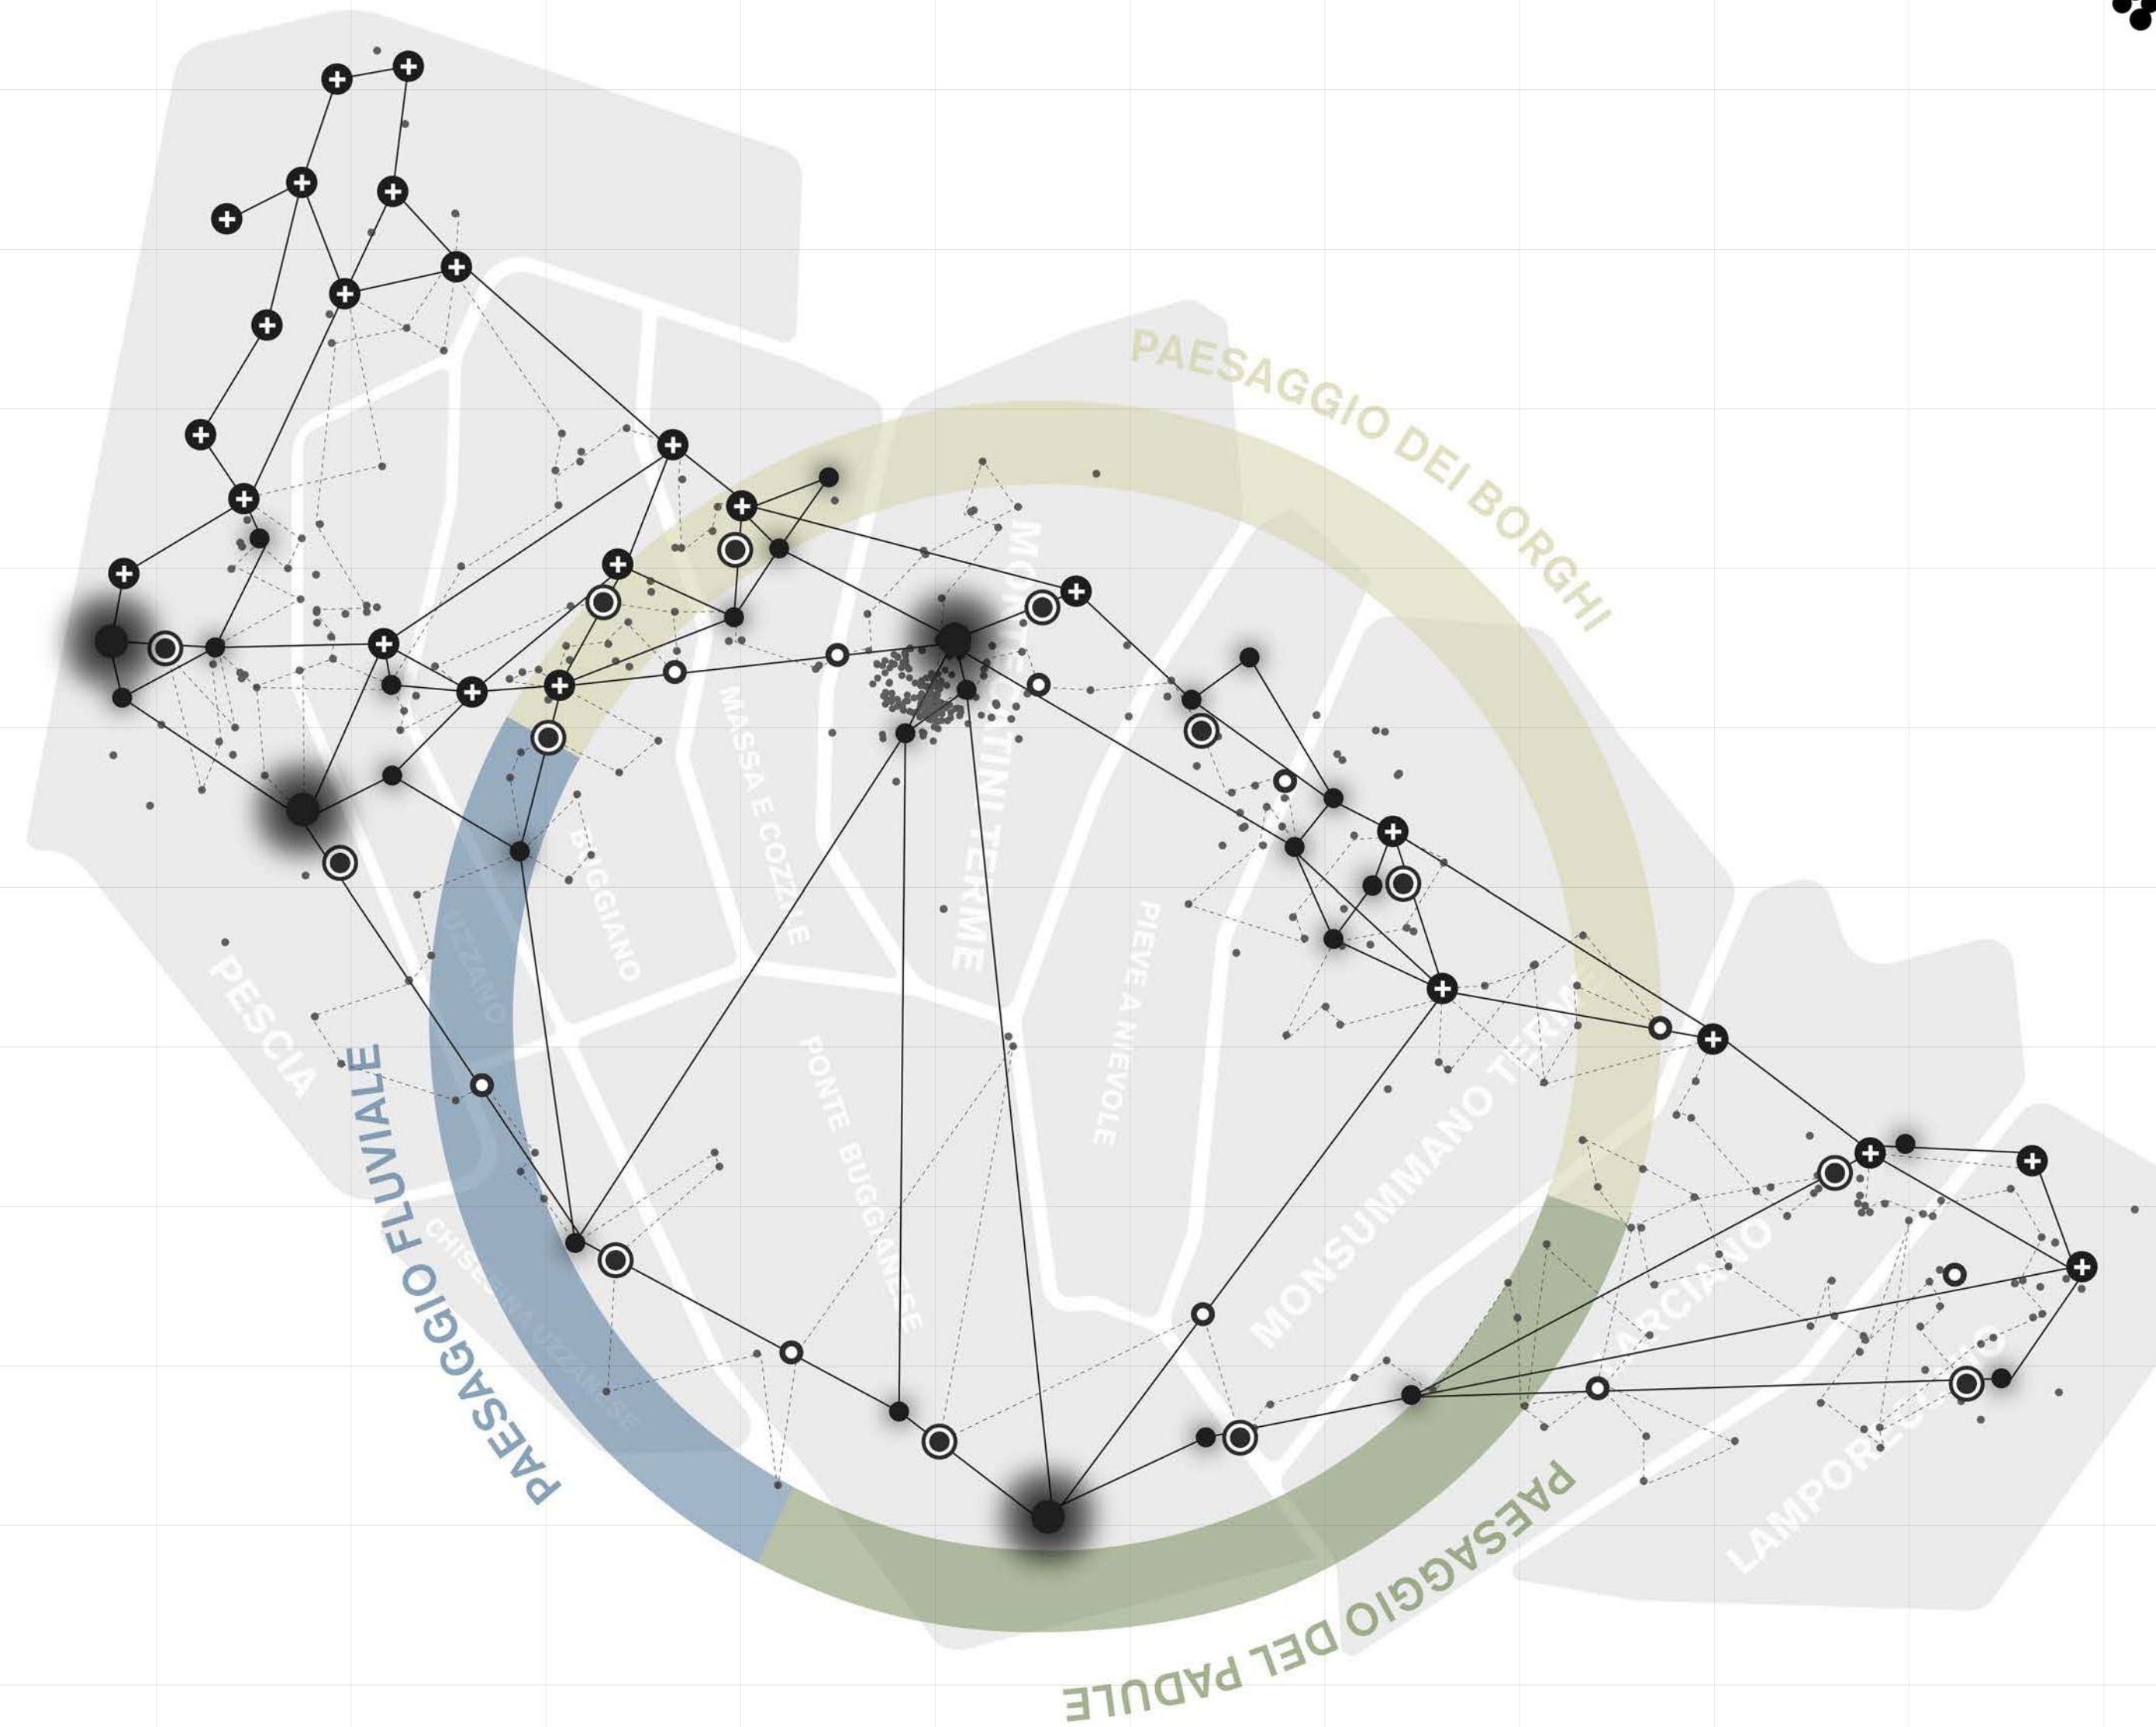 PAESAGGIO DEI BORGHI
MONTECATINI TERME
MASSA E COZZILE
BUGGIANO
UZZANO
PESCIA
PIEVE A NIEVOLE
PONTE BUGGIANESE
MONSUMMANO TERME
CHIESINA UZZANESE
LARCIANO
LAMPORECCHIO
PAESAGGIO FLUVIALE
PAESAGGIO DEL PADULE